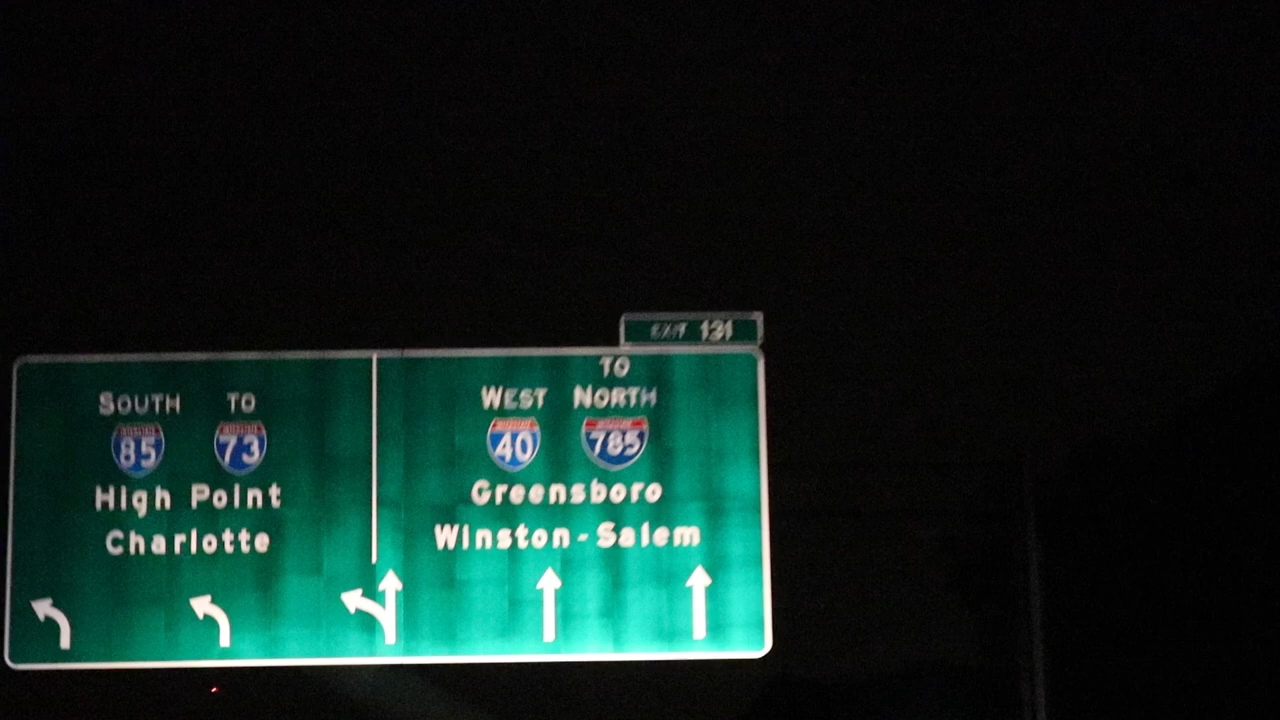 EXIT 131
SOUTH TO
85 73
High Point
Charlotte
TO
WEST NORTH
40 785
Greensboro
Winston-Salem